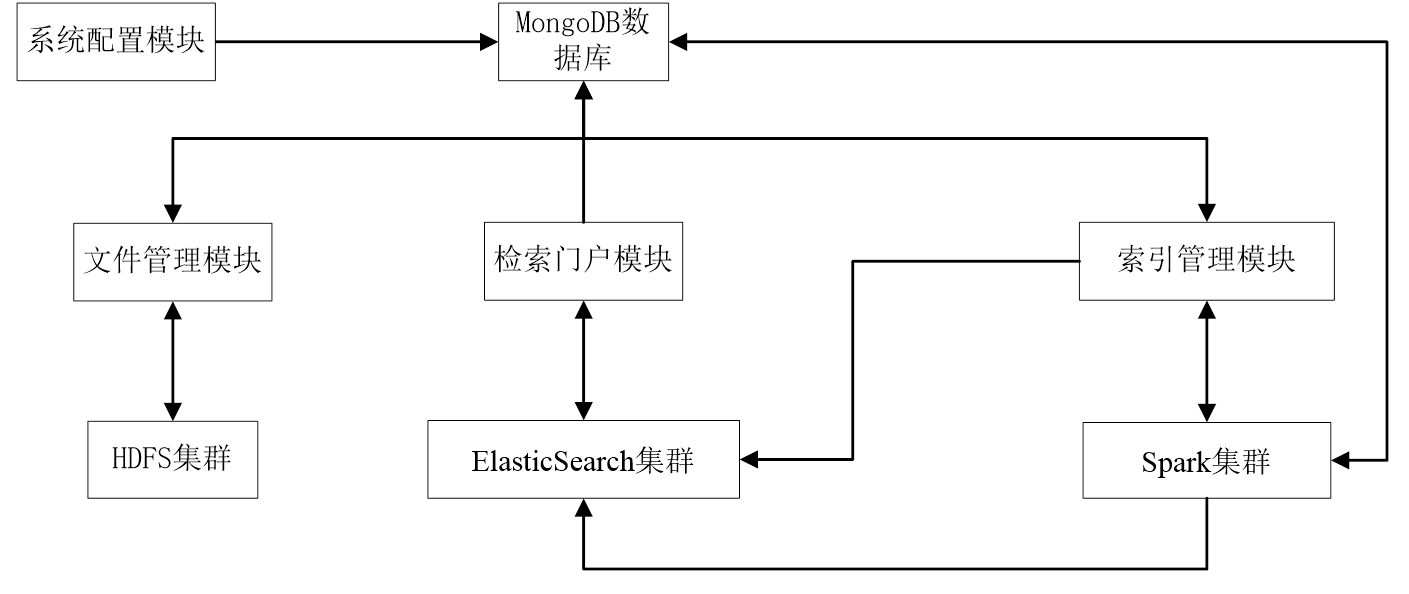 系统配置模块
MongoDB数
据库
文件管理模块
检索门户模块
索引管理模块
HDFS集群
ElasticSearch集群
Spark集群